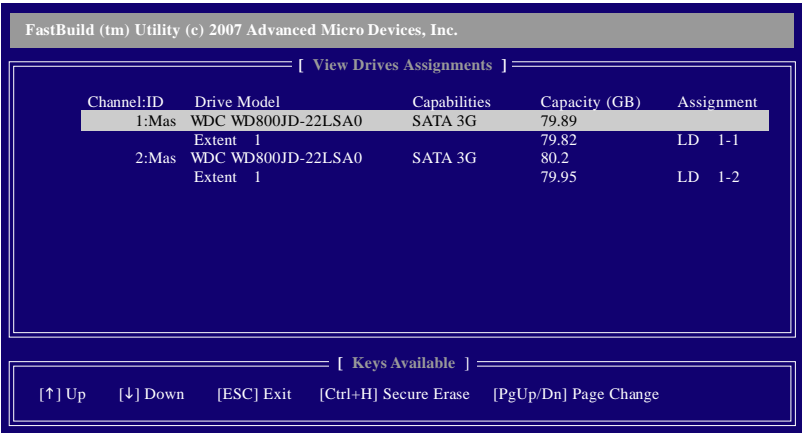 FastBuild (tm) Utility (c) 2007 Advanced Micro Devices, Inc.
[ View Drives Assignments ]
Channel:ID Drive Model Capabilities Capacity (GB) Assignment
1:Mas WDC WD800JD-22LSA0 SATA 3G 79.89
Extent 1 79.82 LD 1-1
2:Mas WDC WD800JD-22LSA0 SATA 3G 80.2
Extent 1 79.95 LD 1-2
[ Keys Available ]
[↑] Up [↓] Down [ESC] Exit [Ctrl+H] Secure Erase [PgUp/Dn] Page Change